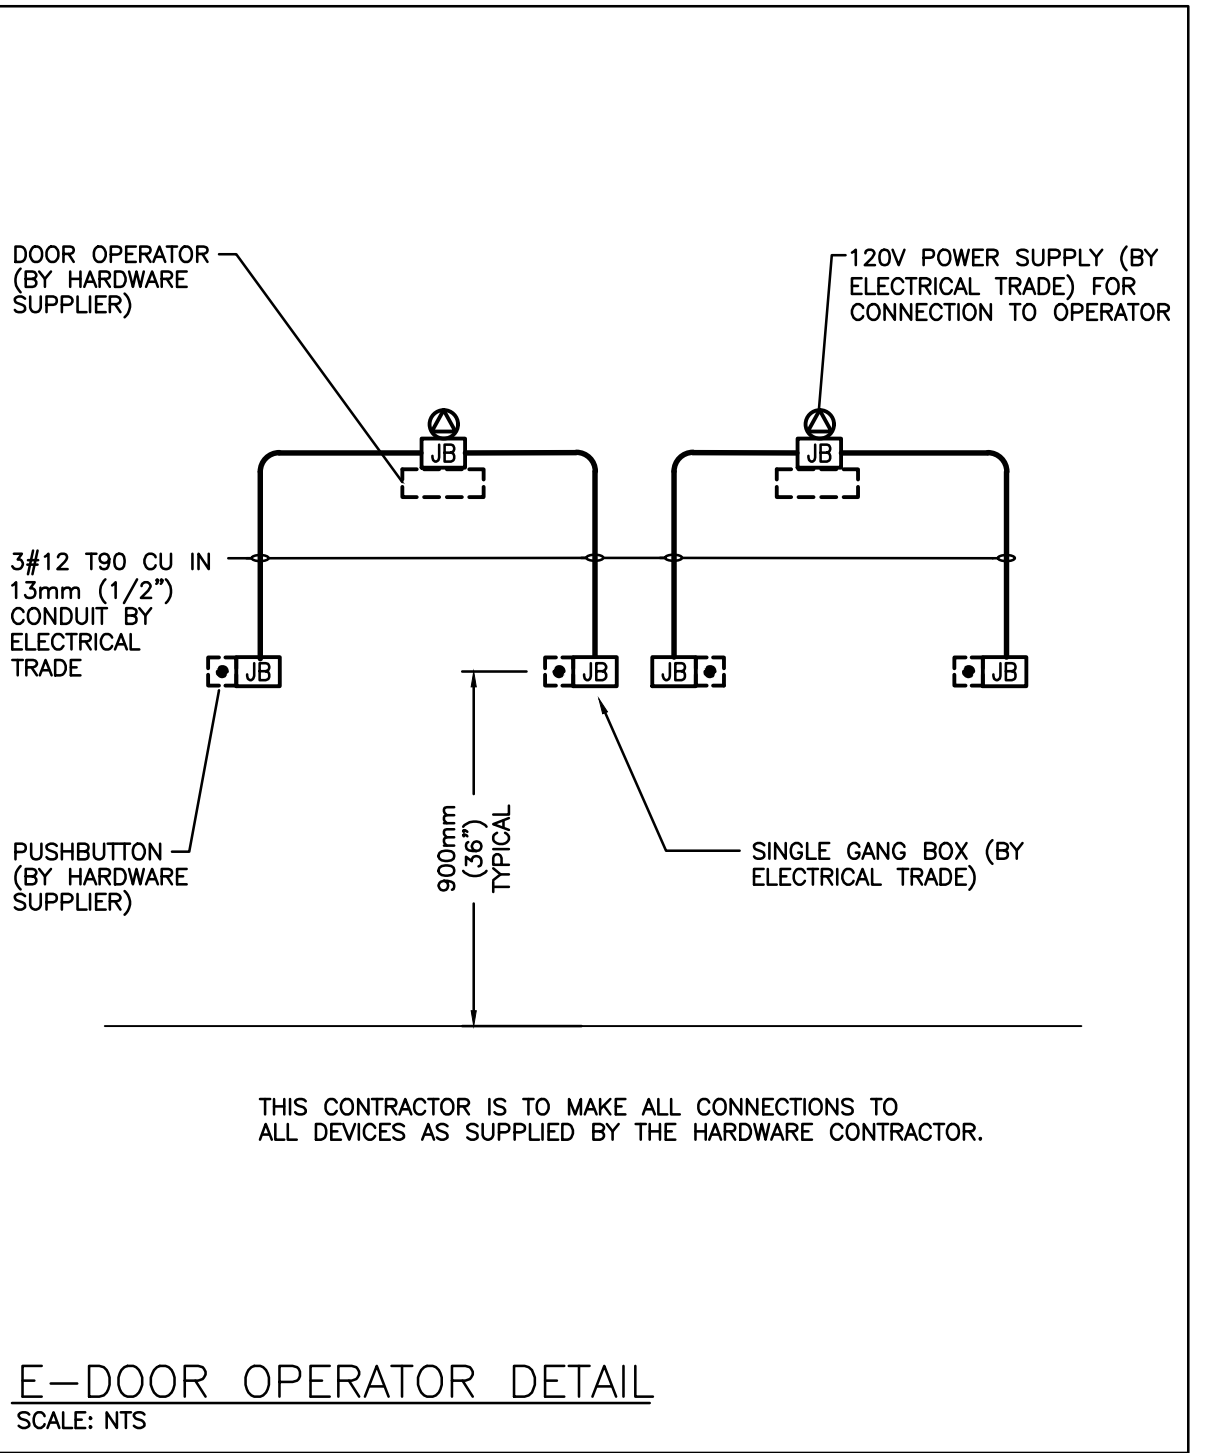 DOOR OPERATOR
(BY HARDWARE
SUPPLIER)
120V POWER SUPPLY (BY
ELECTRICAL TRADE) FOR
CONNECTION TO OPERATOR
JB
JB
3#12 T90 CU IN
13mm (1/2")
CONDUIT BY
ELECTRICAL
TRADE
JB
JB
JB
JB
900mm
(36")
TYPICAL
PUSHBUTTON
(BY HARDWARE
SUPPLIER)
SINGLE GANG BOX (BY
ELECTRICAL TRADE)
THIS CONTRACTOR IS TO MAKE ALL CONNECTIONS TO
ALL DEVICES AS SUPPLIED BY THE HARDWARE CONTRACTOR.
E-DOOR OPERATOR DETAIL
SCALE: NTS